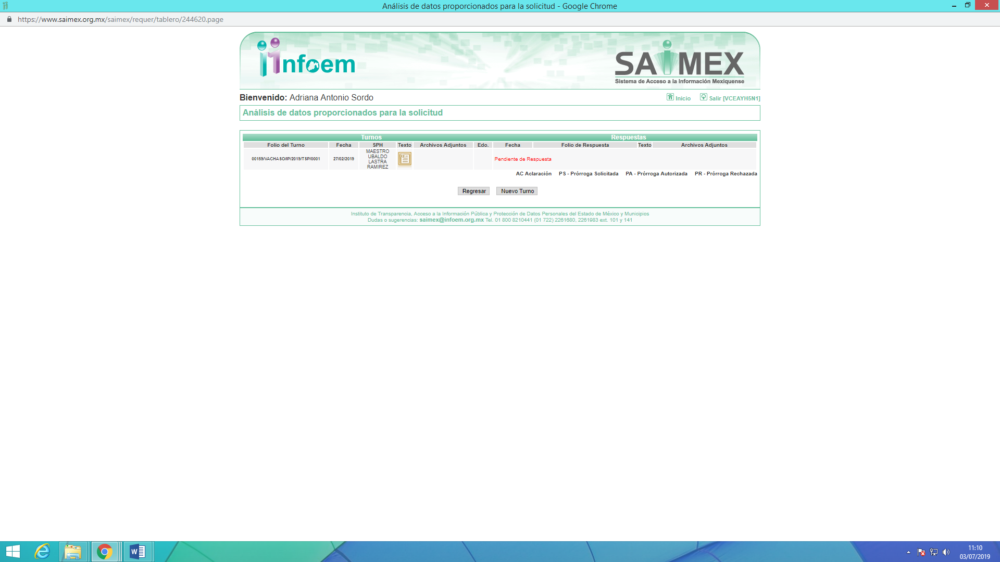 Análisis de datos proporcionados para la solicitud - Google Chrome
https://www.saimex.org.mx/saimex/requer/tablero/244620.page
infoem
SAIMEX
Sistema de Acceso a la Información Mexiquense
Bienvenido: Adriana Antonio Sordo
Inicio Salir [VCEAYH5N1]
Análisis de datos proporcionados para la solicitud
Turnos Respuestas
Folio del Turno Fecha SPH Texto Archivos Adjuntos Edo. Fecha Folio de Respuesta Texto Archivos Adjuntos
00159/VACHASO/IP/2019/TSP/0001 27/02/2019 MAESTRO UBALDO LASTRA RAMIREZ Pendiente de Respuesta
AC Aclaración PS - Prórroga Solicitada PA - Prórroga Autorizada PR - Prórroga Rechazada
Regresar Nuevo Turno
Instituto de Transparencia, Acceso a la Información Pública y Protección de Datos Personales del Estado de México y Municipios
Dudas o sugerencias: saimex@infoem.org.mx Tel. 01 800 8210441 (01 722) 2261680, 2261983 ext. 101 y 141
11:10
03/07/2019